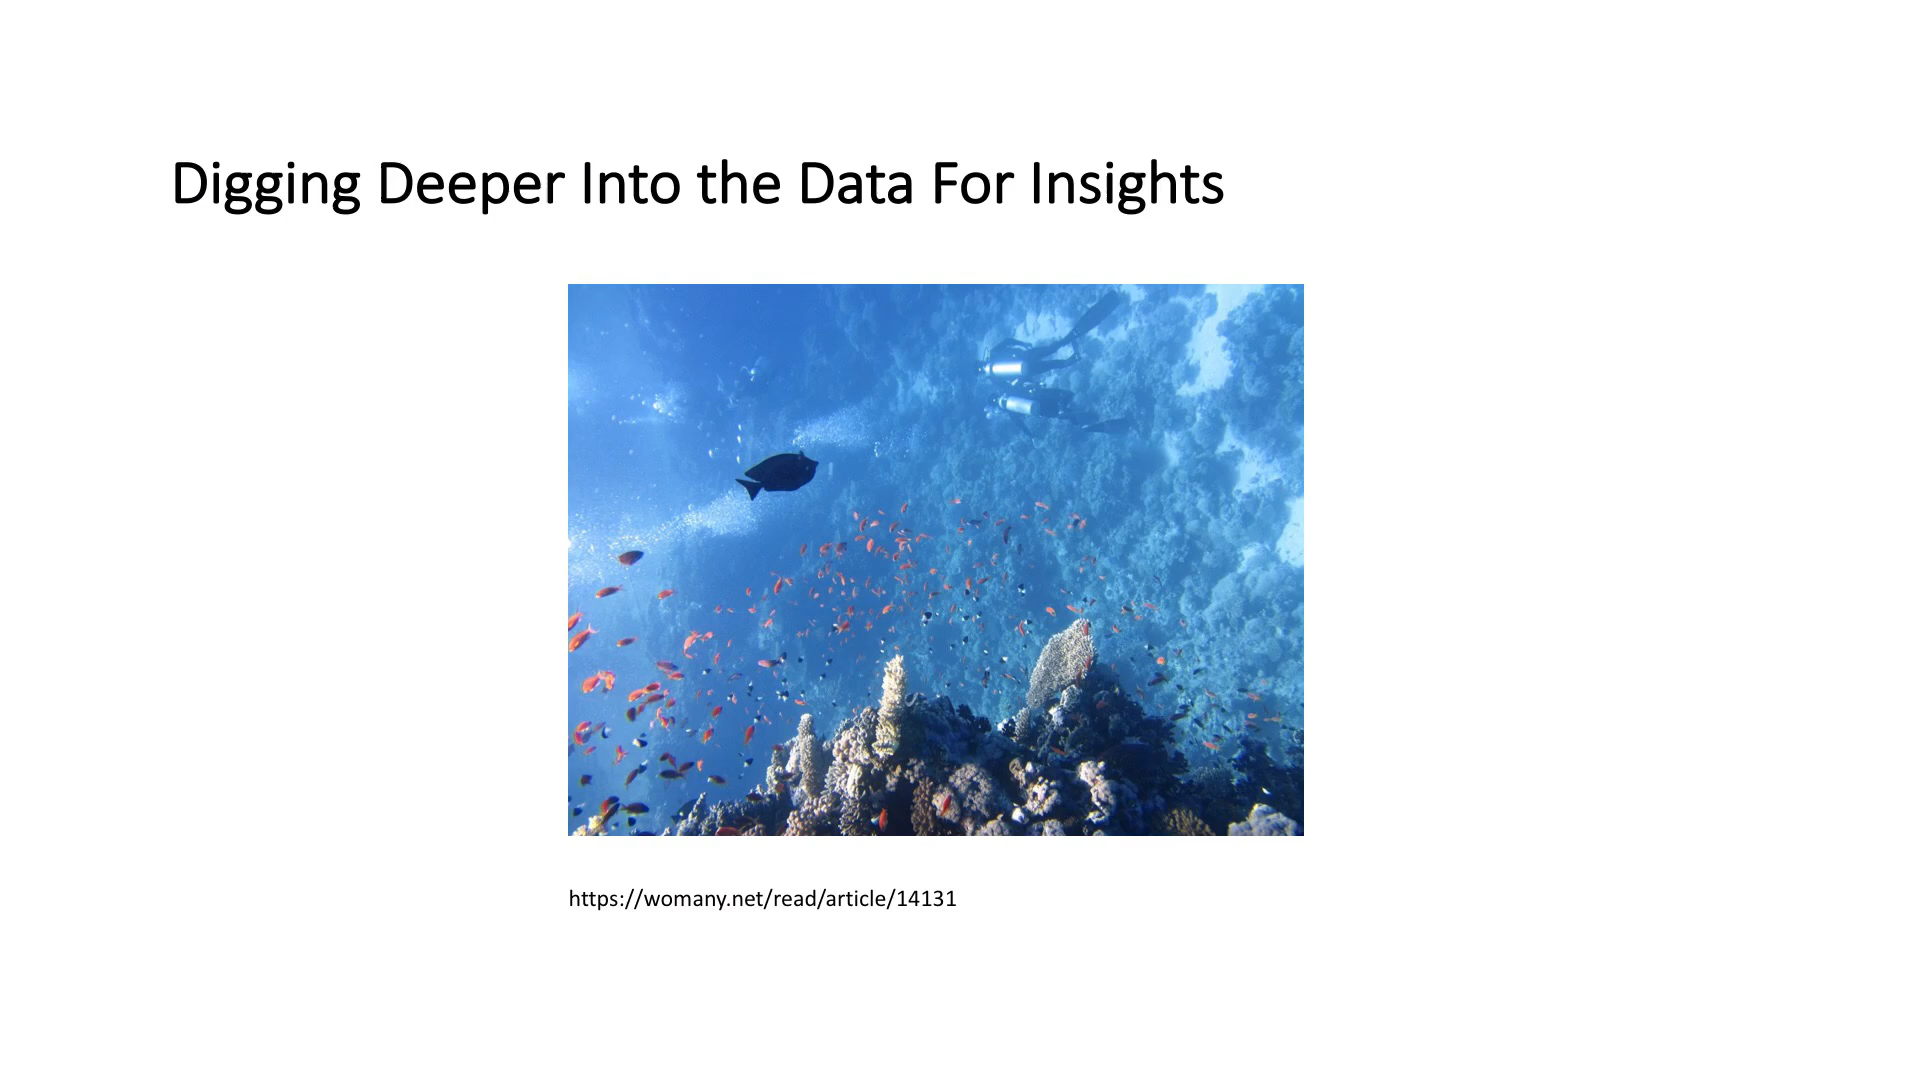 Digging Deeper Into the Data For Insights
https://womany.net/read/article/14131